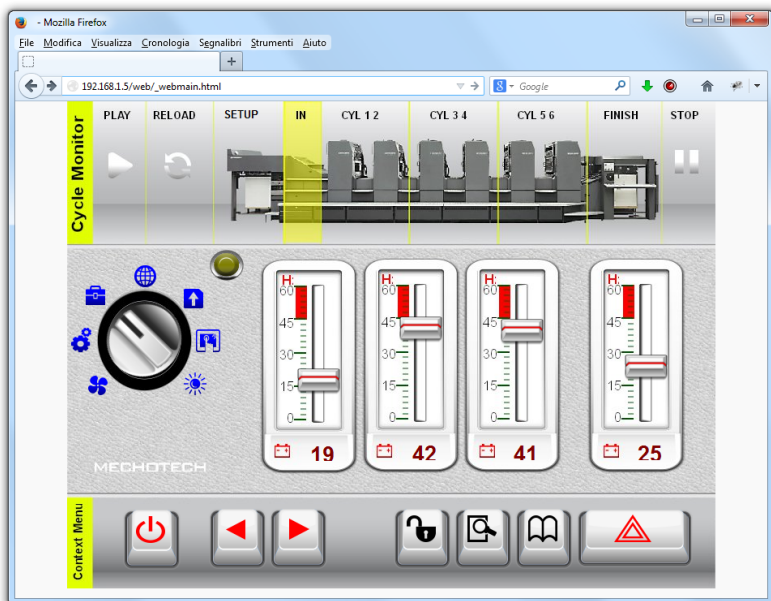 - Mozilla Firefox
File Modifica Visualizza Cronologia Segnalibri Strumenti Aiuto
192.168.1.5/web/_webmain.html
Google
Cycle Monitor
PLAY RELOAD SETUP IN CYL 1 2 CYL 3 4 CYL 5 6 FINISH STOP
H: H: H: H:
60 60 60 60
45 45 45 45
30 30 30 30
15 15 15 15
0 0 0 0
19 42 41 25
MECHOTECH
Context Menu